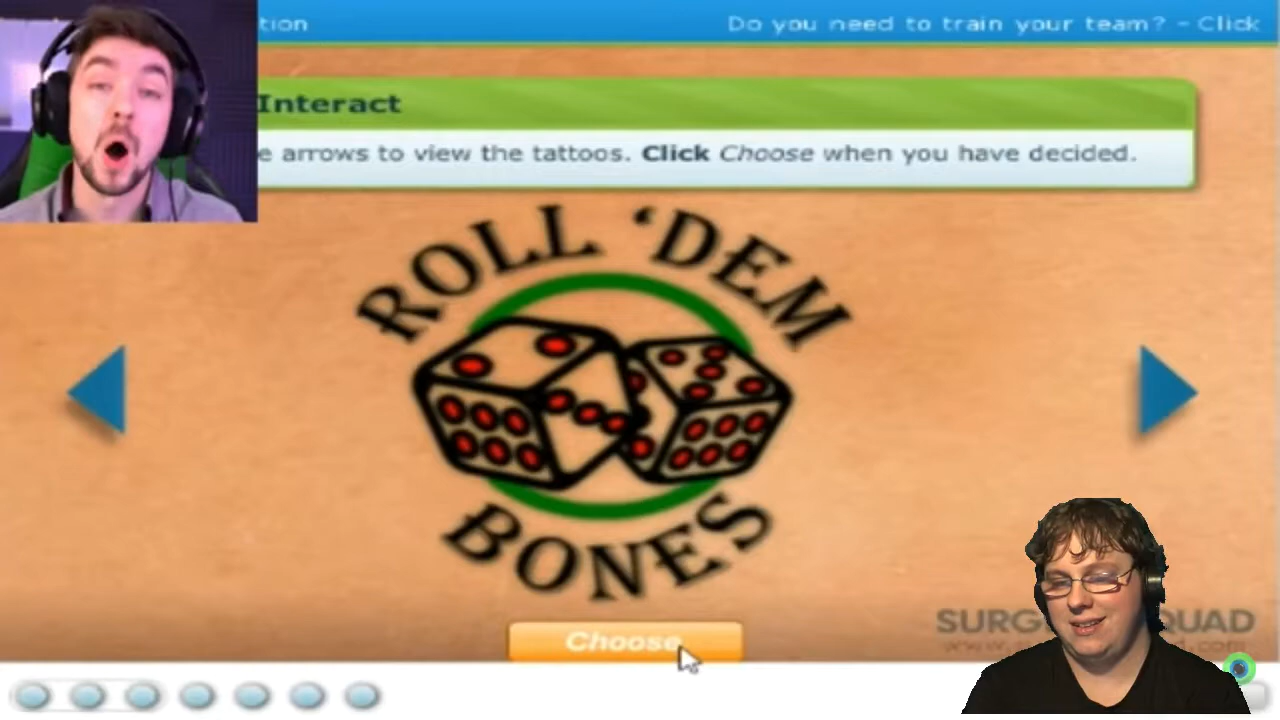 tion
Do you need to train your team? - Click
Interact
e arrows to view the tattoos. Click Choose when you have decided.
ROLL 'DEM
BONES
Choose
SURG
QUAD